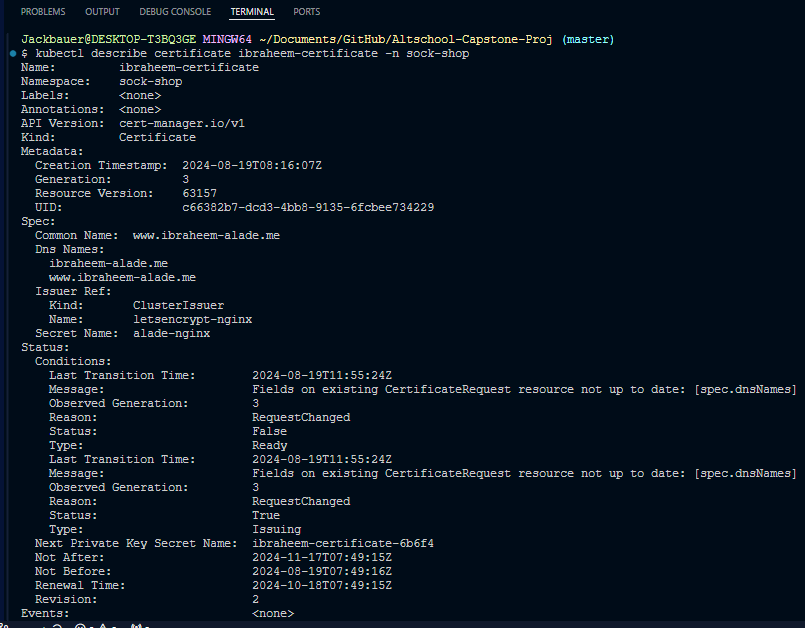 PROBLEMS OUTPUT DEBUG CONSOLE TERMINAL PORTS
Jackbauer@DESKTOP-T3BQ3GE MINGW64 ~/Documents/GitHub/Altschool-Capstone-Proj (master)
$ kubectl describe certificate ibraheem-certificate -n sock-shop
Name: ibraheem-certificate
Namespace: sock-shop
Labels: <none>
Annotations: <none>
API Version: cert-manager.io/v1
Kind: Certificate
Metadata:
Creation Timestamp: 2024-08-19T08:16:07Z
Generation: 3
Resource Version: 63157
UID: c66382b7-dcd3-4bb8-9135-6fcbee734229
Spec:
Common Name: www.ibraheem-alade.me
Dns Names:
ibraheem-alade.me
www.ibraheem-alade.me
Issuer Ref:
Kind: ClusterIssuer
Name: letsencrypt-nginx
Secret Name: alade-nginx
Status:
Conditions:
Last Transition Time: 2024-08-19T11:55:24Z
Message: Fields on existing CertificateRequest resource not up to date: [spec.dnsNames]
Observed Generation: 3
Reason: RequestChanged
Status: False
Type: Ready
Last Transition Time: 2024-08-19T11:55:24Z
Message: Fields on existing CertificateRequest resource not up to date: [spec.dnsNames]
Observed Generation: 3
Reason: RequestChanged
Status: True
Type: Issuing
Next Private Key Secret Name: ibraheem-certificate-6b6f4
Not After: 2024-11-17T07:49:15Z
Not Before: 2024-08-19T07:49:16Z
Renewal Time: 2024-10-18T07:49:15Z
Revision: 2
Events: <none>